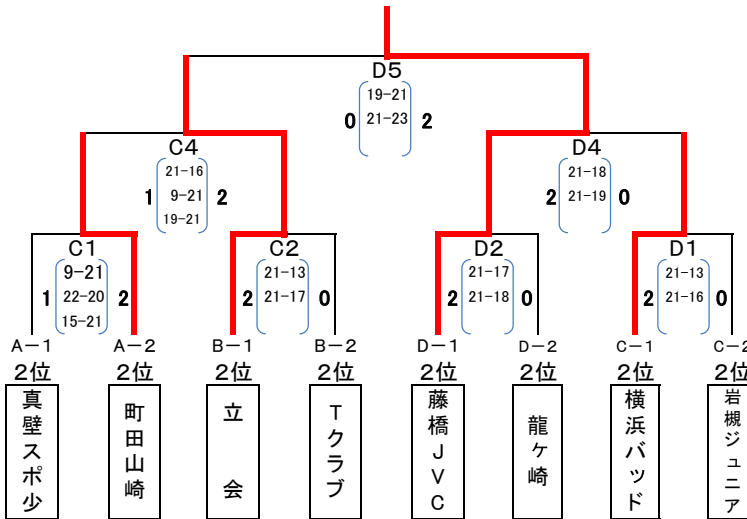 D5
19-21
0 21-23 2
C4
21-16
1 9-21 2
19-21
D4
21-18
2 21-19 0
C1
9-21
1 22-20 2
15-21
C2
21-13
2 21-17 0
D2
21-17
2 21-18 0
D1
21-13
2 21-16 0
A-1 A-2 B-1 B-2 D-1 D-2 C-1 C-2
2位 2位 2位 2位 2位 2位 2位 2位
真壁スポ少
町田山崎
立会
Tクラブ
藤橋JVC
龍ヶ崎
横浜バッド
岩槻ジュニア